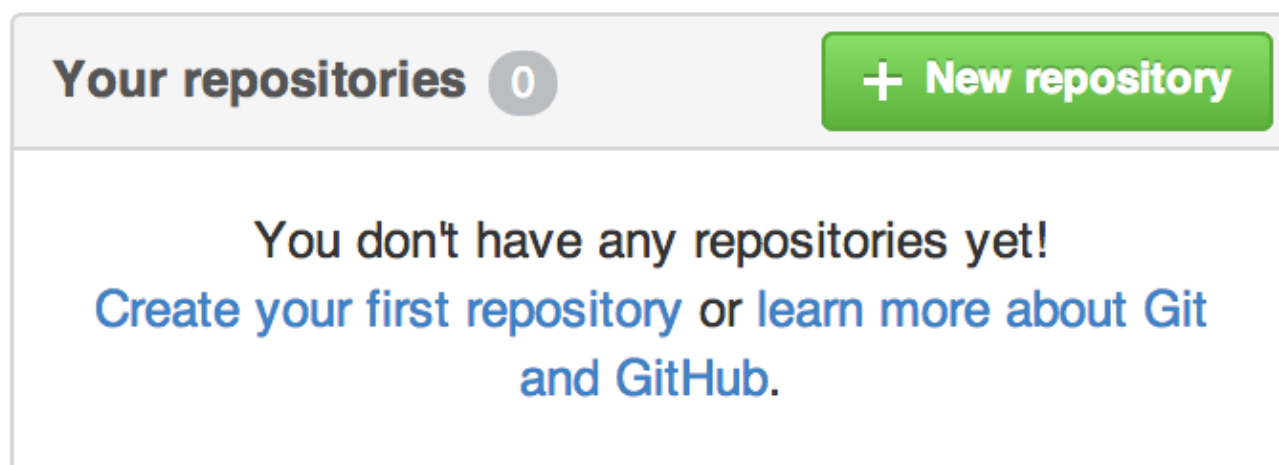 Your repositories 0 + New repository
You don't have any repositories yet!
Create your first repository or learn more about Git
and GitHub.